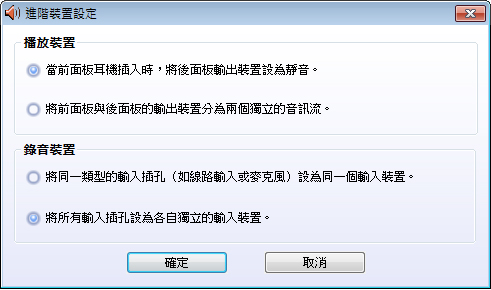 進階裝置設定
播放裝置
當前面板耳機插入時，將後面板輸出裝置設為靜音。
將前面板與後面板的輸出裝置分為兩個獨立的音訊流。
錄音裝置
將同一類型的輸入插孔（如線路輸入或麥克風）設為同一個輸入裝置。
將所有輸入插孔設為各自獨立的輸入裝置。
確定
取消